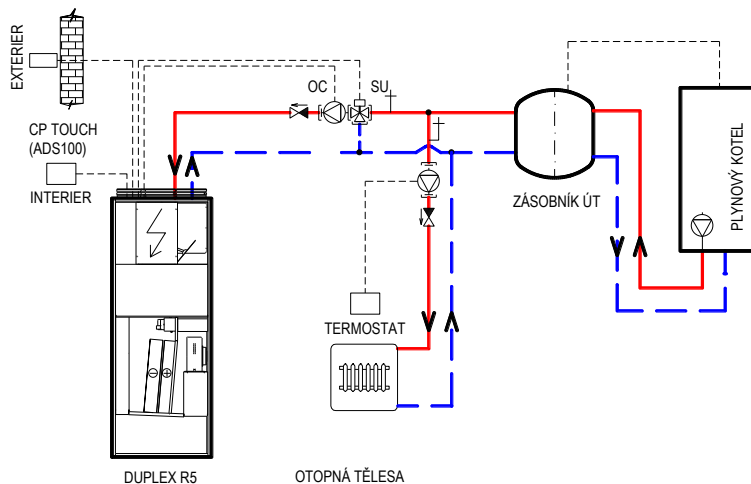 EXTERIER
OC
SU
CP TOUCH
(ADS100)
INTERIER
ZÁSOBNÍK ÚT
PLYNOVÝ KOTEL
TERMOSTAT
DUPLEX R5
OTOPNÁ TĚLESA